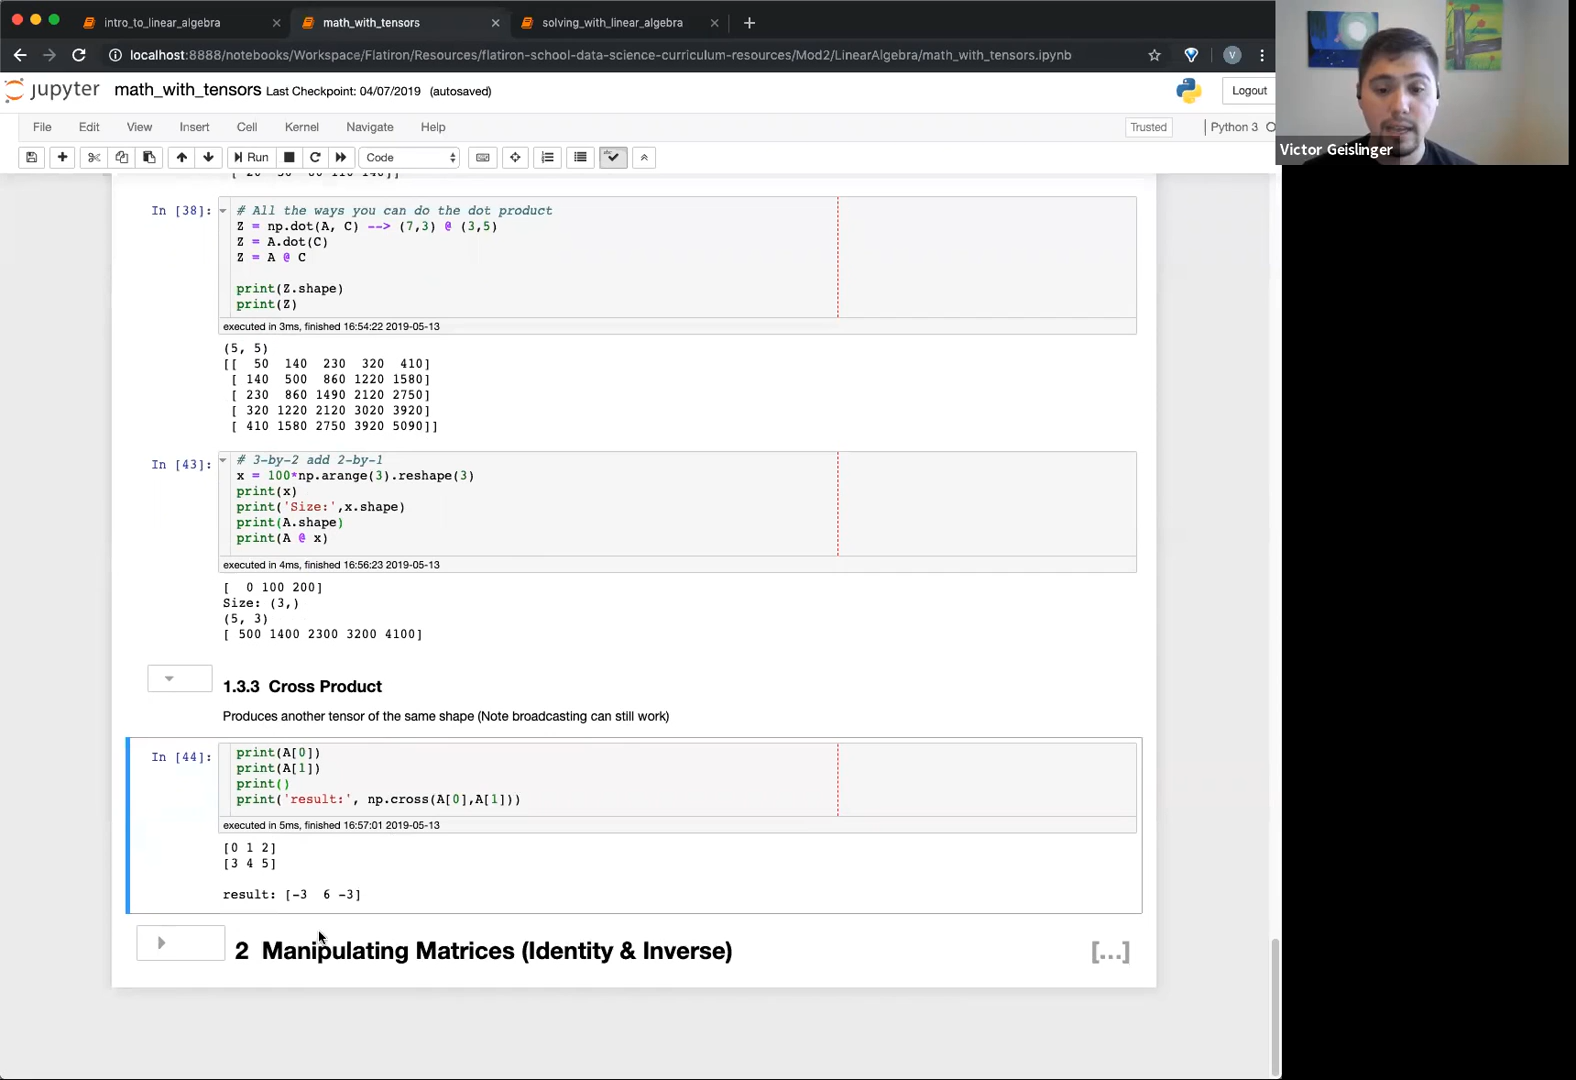 intro_to_linear_algebra
math_with_tensors
solving_with_linear_algebra
localhost:8888/notebooks/Workspace/Flatiron/Resources/flatiron-school-data-science-curriculum-resources/Mod2/LinearAlgebra/math_with_tensors.ipynb
V
jupyter math_with_tensors Last Checkpoint: 04/07/2019 (autosaved)
Logout
File Edit View Insert Cell Kernel Navigate Help
Trusted
Python 3
Run
Code
Victor Geislinger
In [38]:
# All the ways you can do the dot product
Z = np.dot(A, C) --> (7,3) @ (3,5)
Z = A.dot(C)
Z = A @ C
print(Z.shape)
print(Z)
executed in 3ms, finished 16:54:22 2019-05-13
(5, 5)
[[ 50 140 230 320 410]
[ 140 500 860 1220 1580]
[ 230 860 1490 2120 2750]
[ 320 1220 2120 3020 3920]
[ 410 1580 2750 3920 5090]]
In [43]:
# 3-by-2 add 2-by-1
x = 100*np.arange(3).reshape(3)
print(x)
print('Size:',x.shape)
print(A.shape)
print(A @ x)
executed in 4ms, finished 16:56:23 2019-05-13
[ 0 100 200]
Size: (3,)
(5, 3)
[ 500 1400 2300 3200 4100]
1.3.3 Cross Product
Produces another tensor of the same shape (Note broadcasting can still work)
In [44]:
print(A[0])
print(A[1])
print()
print('result:', np.cross(A[0],A[1]))
executed in 5ms, finished 16:57:01 2019-05-13
[0 1 2]
[3 4 5]
result: [-3 6 -3]
2 Manipulating Matrices (Identity & Inverse)
[...]